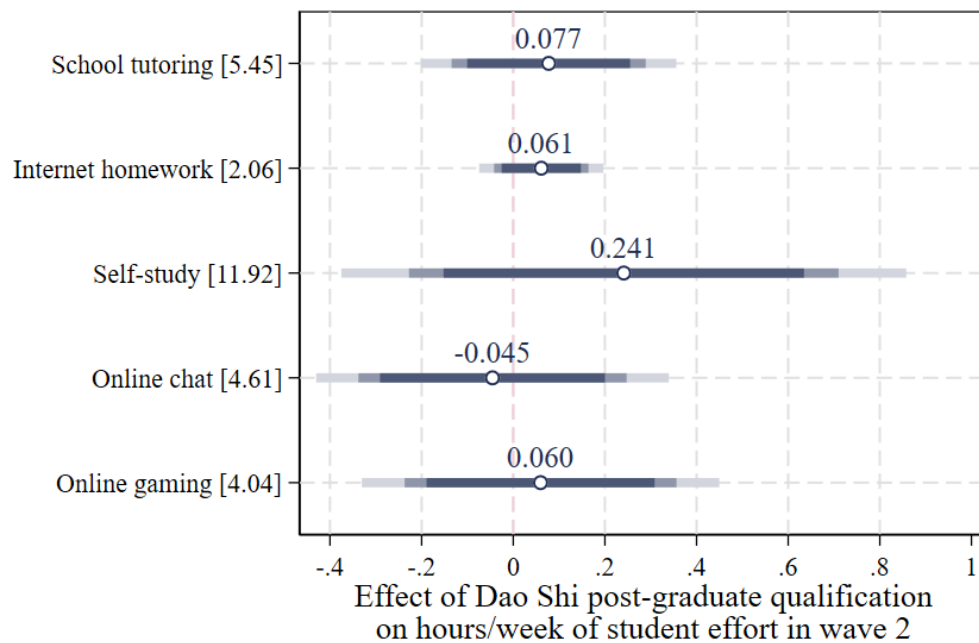 0.077
School tutoring [5.45]
0.061
Internet homework [2.06]
0.241
Self-study [11.92]
-0.045
Online chat [4.61]
0.060
Online gaming [4.04]
-.4 -.2 0 .2 .4 .6 .8 1
Effect of Dao Shi post-graduate qualification
on hours/week of student effort in wave 2